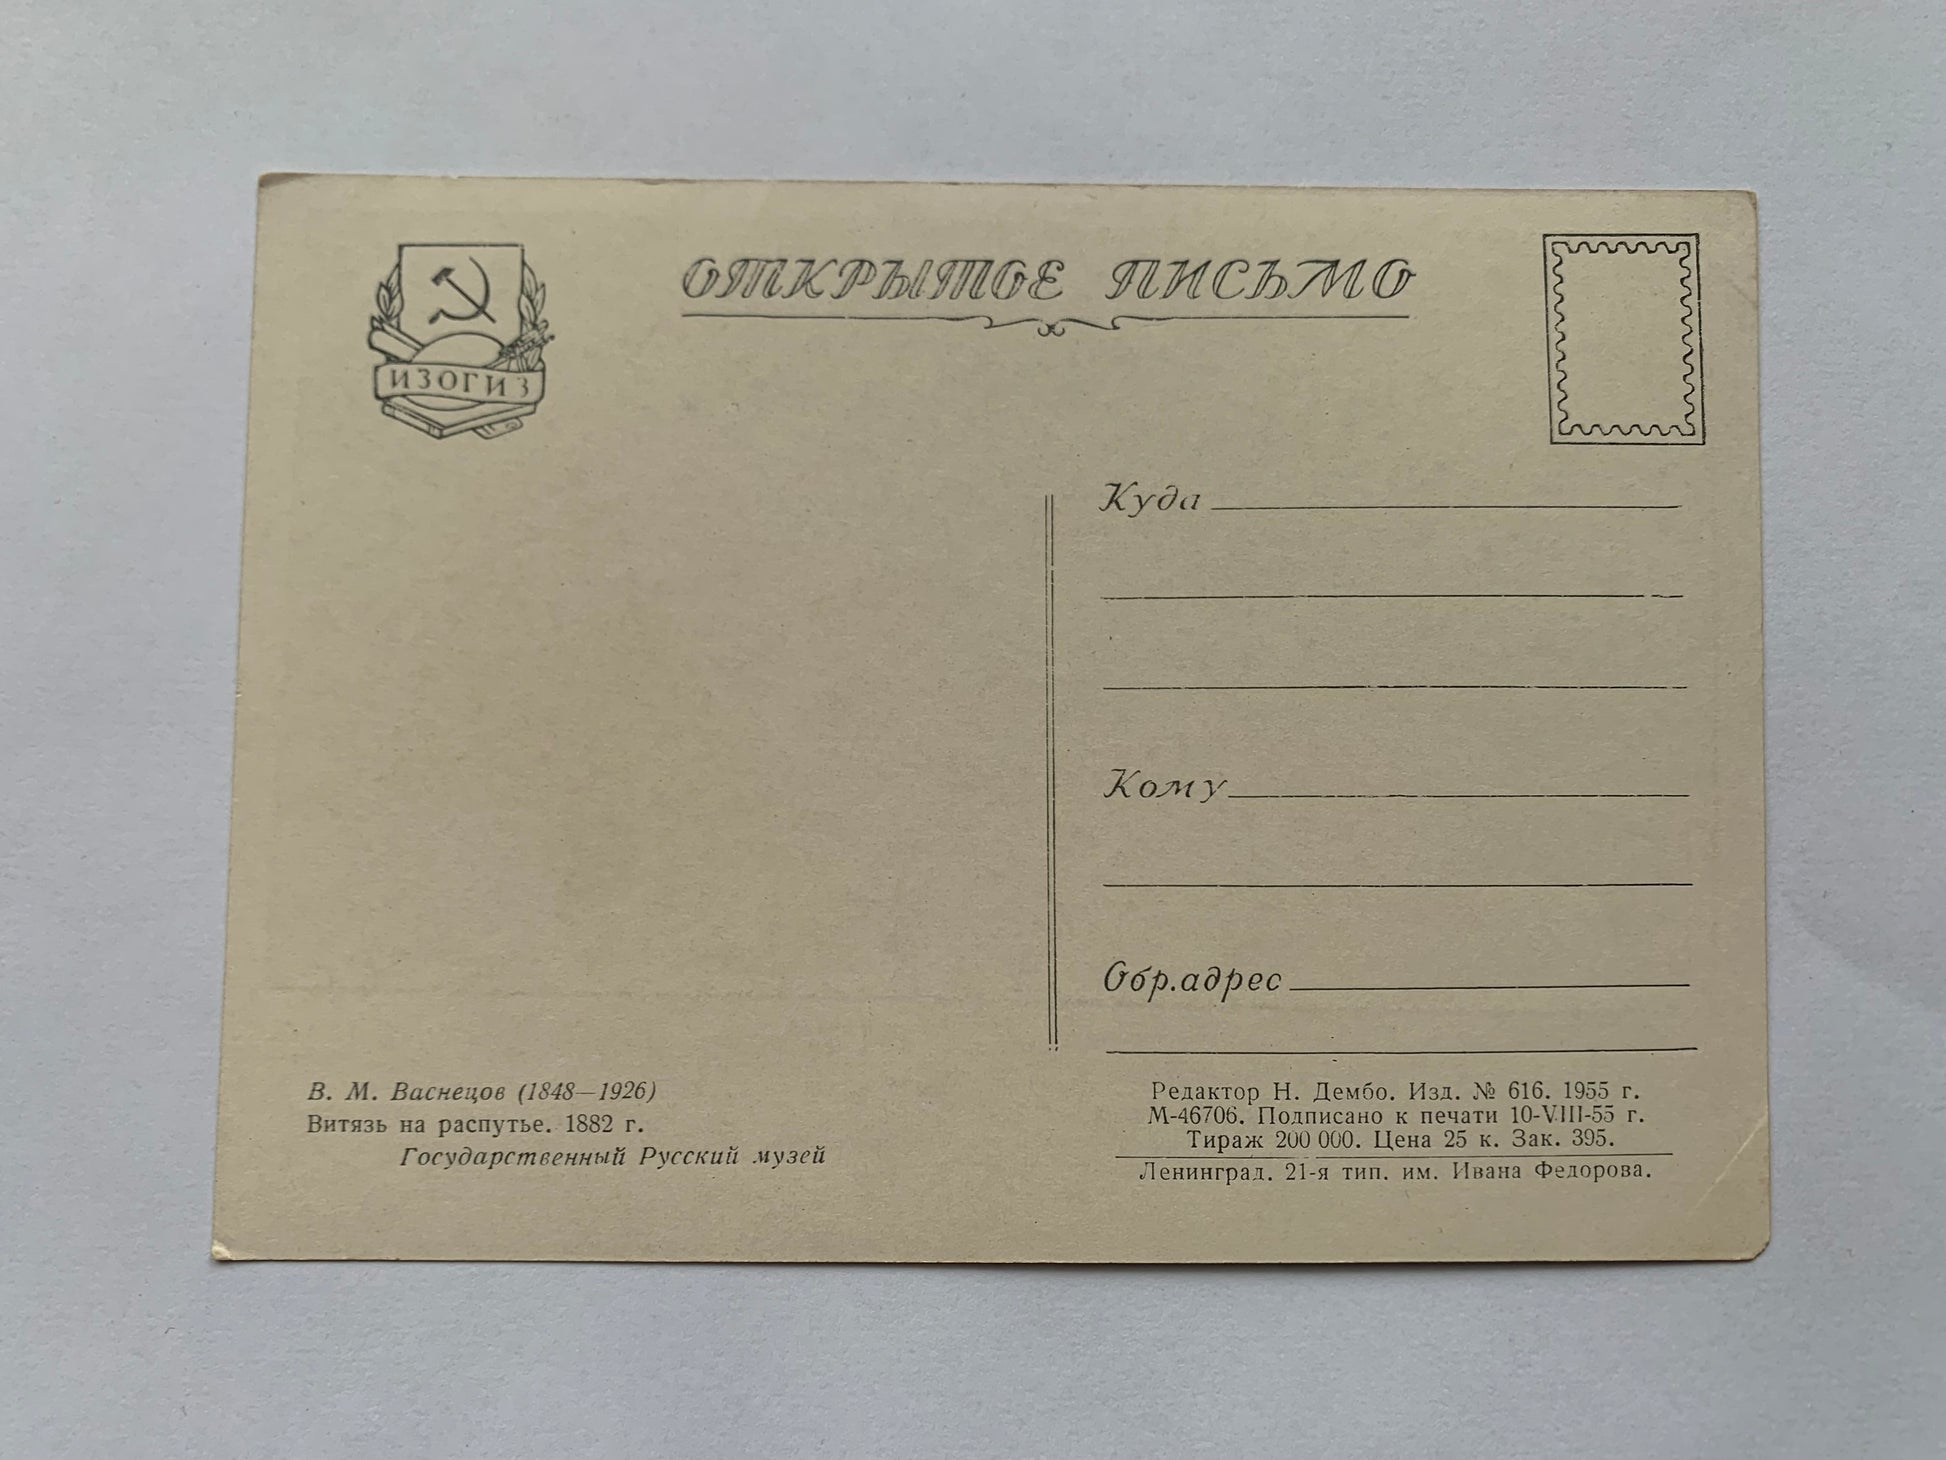 ИЗОГИЗ
ОТКРЫТОЕ ПИСЬМО
Куда
Кому
Обр.адрес
В. М. Васнецов (1848—1926)
Витязь на распутье. 1882 г.
Государственный Русский музей
Редактор Н. Дембо. Изд. № 616. 1955 г.
М-46706. Подписано к печати 10-VIII-55 г.
Тираж 200 000. Цена 25 к. Зак. 395.
Ленинград. 21-я тип. им. Ивана Федорова.